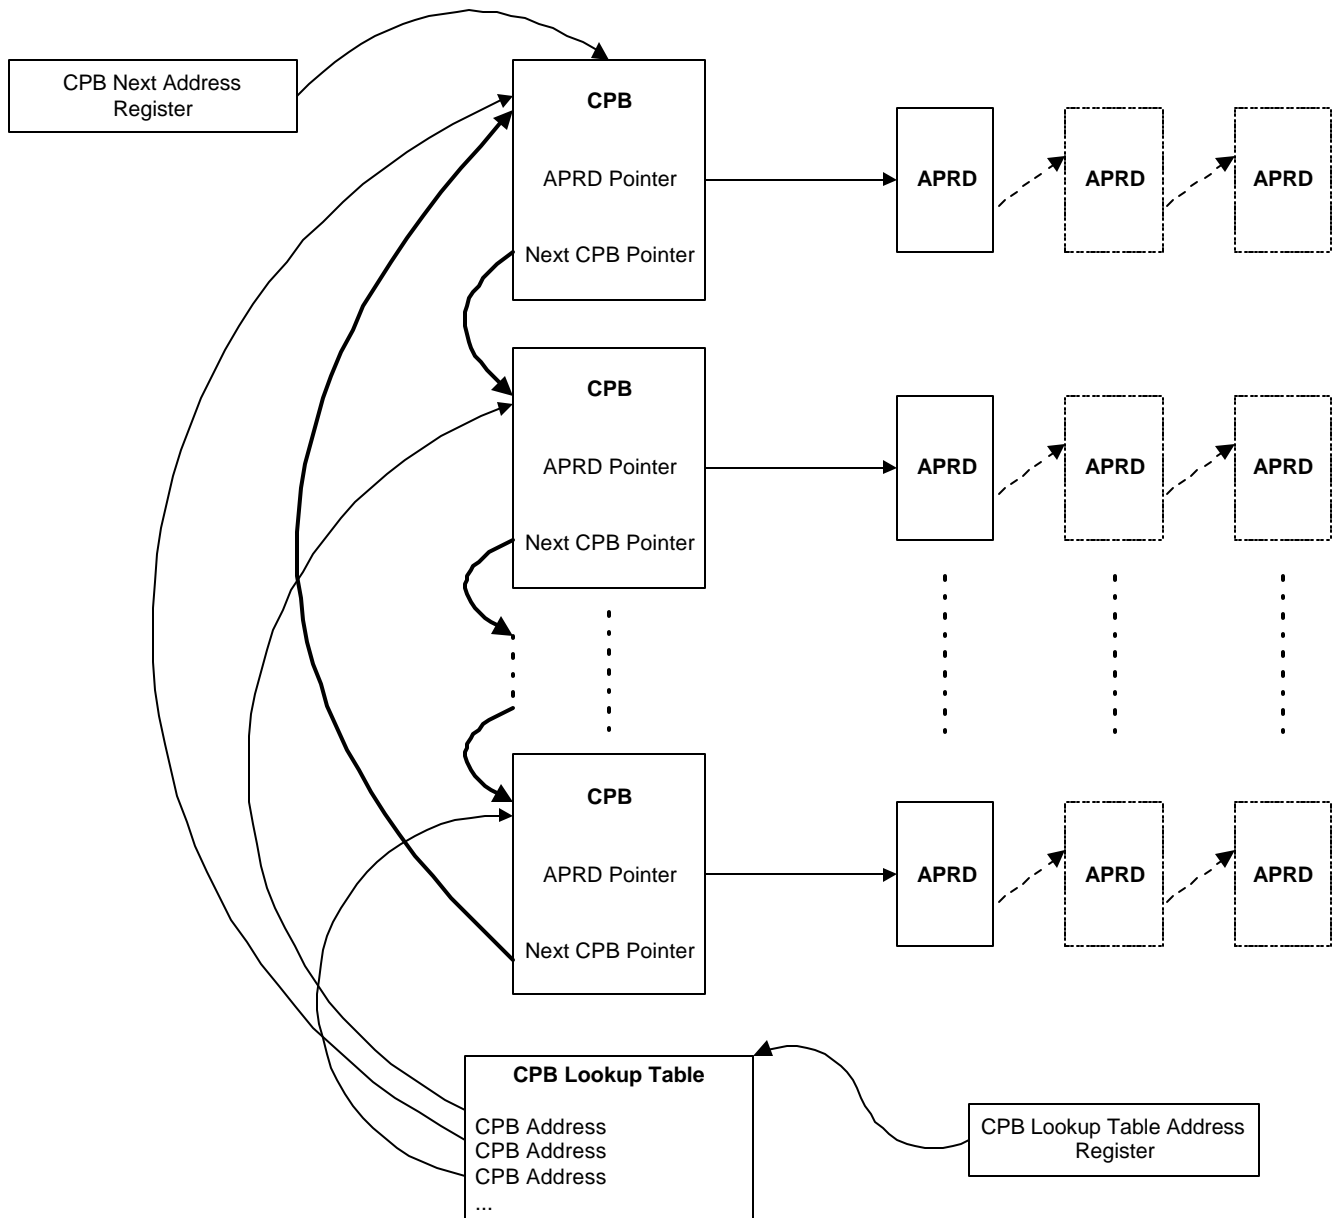 CPB Next Address
Register
CPB
APRD Pointer
Next CPB Pointer
APRD
APRD
APRD
CPB
APRD Pointer
Next CPB Pointer
APRD
APRD
APRD
CPB
APRD Pointer
Next CPB Pointer
APRD
APRD
APRD
CPB Lookup Table
CPB Address
CPB Address
CPB Address
...
CPB Lookup Table Address
Register